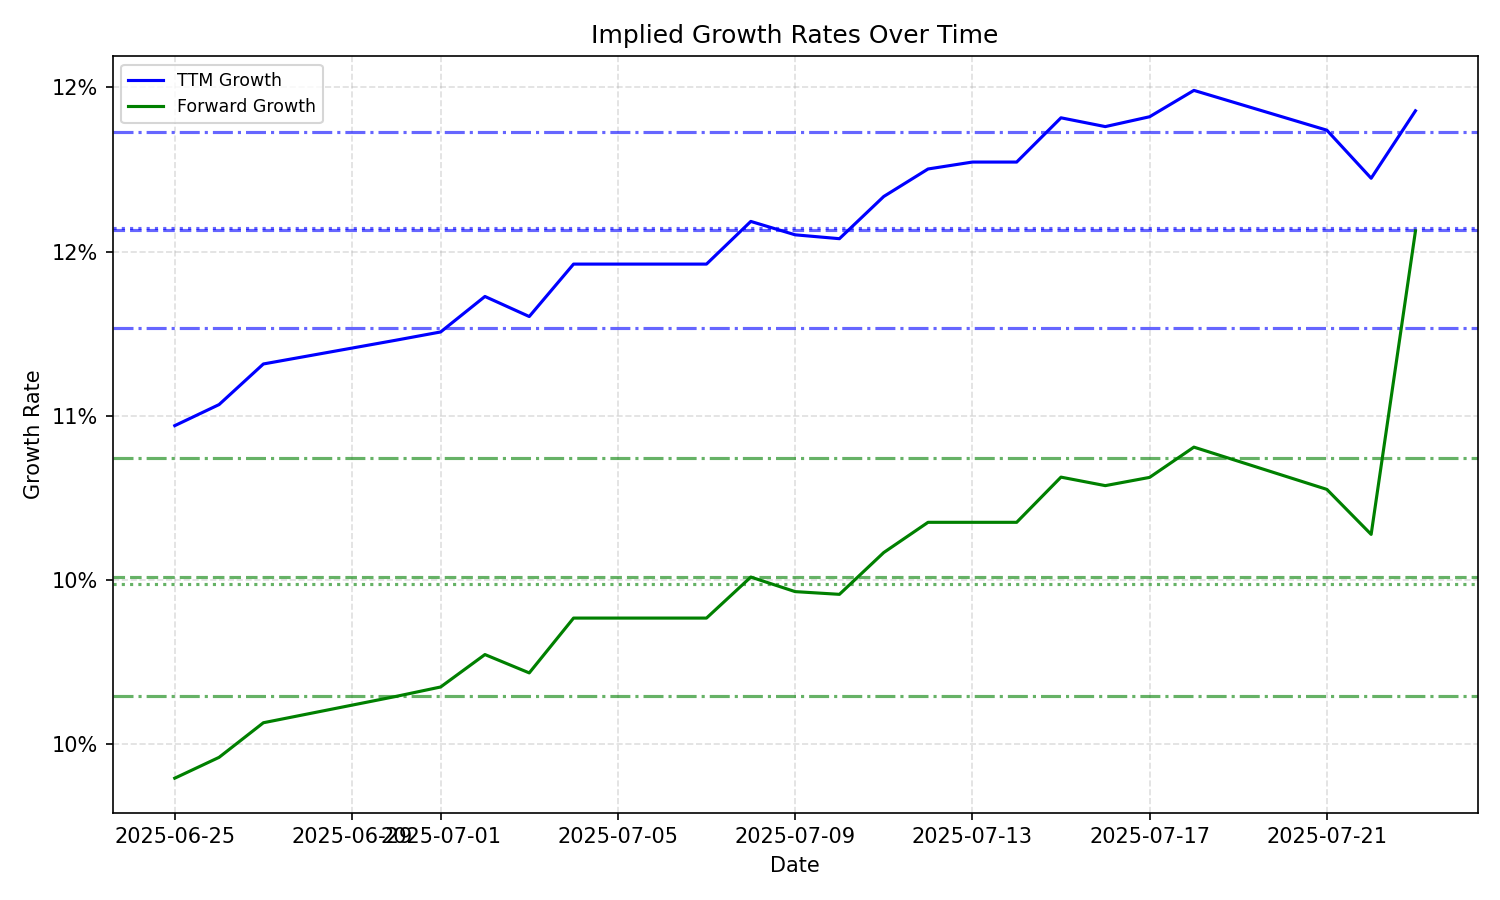 Implied Growth Rates Over Time
TTM Growth
Forward Growth
12%
12%
11%
10%
10%
Growth Rate
2025-06-25
2025-06-29
2025-07-01
2025-07-05
2025-07-09
2025-07-13
2025-07-17
2025-07-21
Date